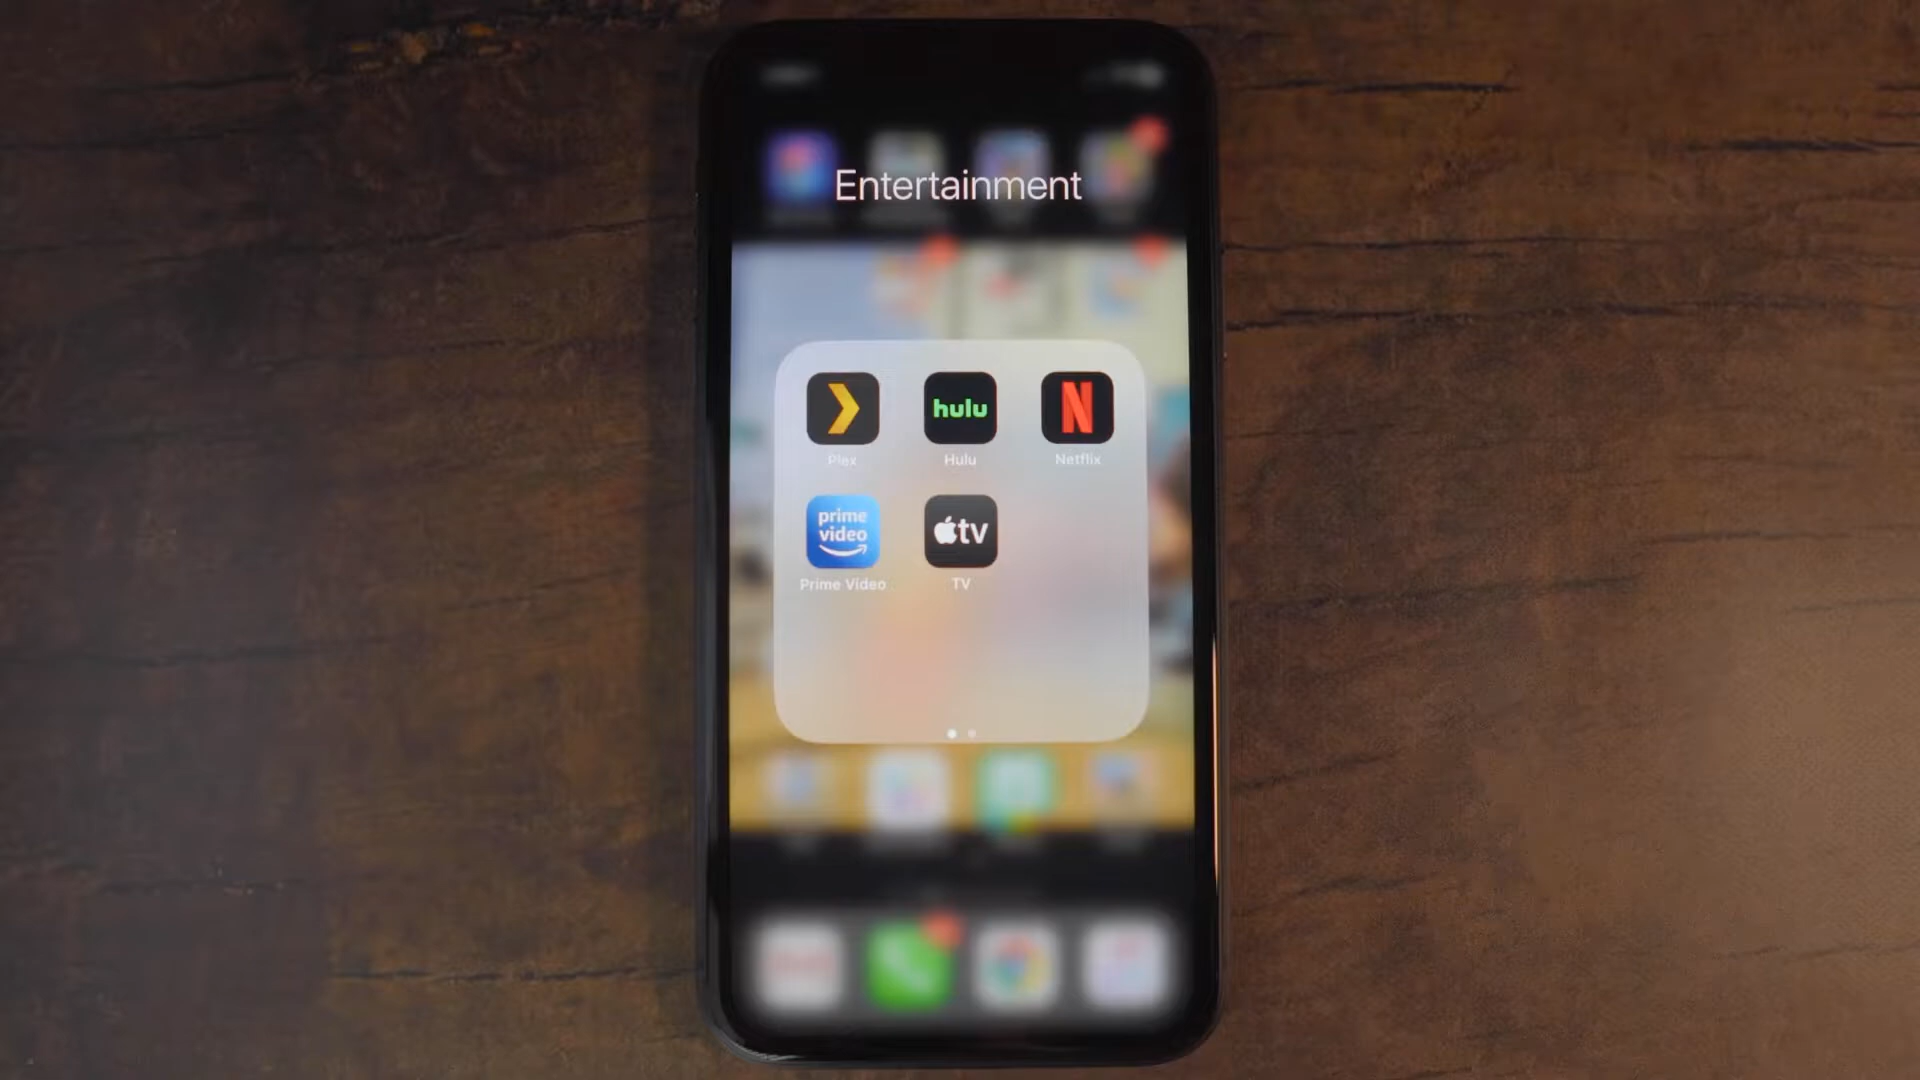 Entertainment
hulu
N
Plex
Hulu
Netflix
prime
video
tv
Prime Video
TV